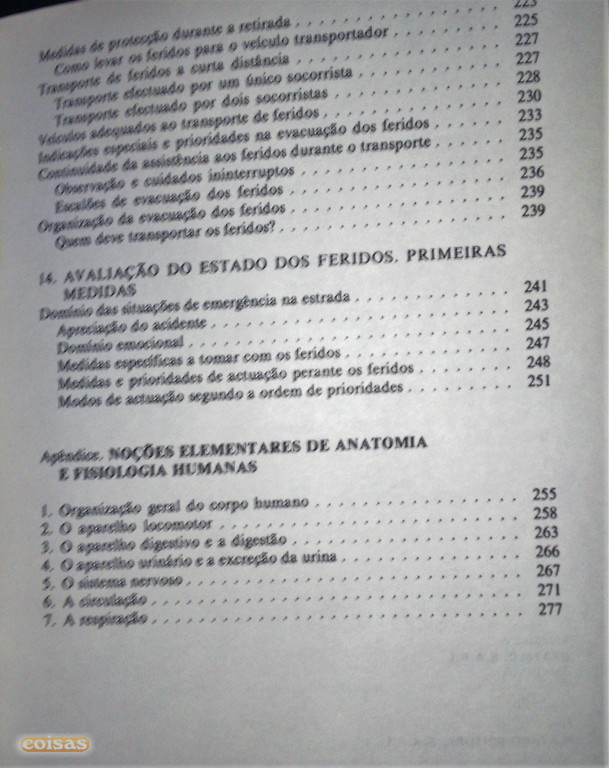 Medidas de protecção durante a retirada . . . . . . . . . . . . . . . 223
Como levar os feridos para o veículo transportador . . . . . . . . 225
Transporte de feridos a curta distância . . . . . . . . . . . . . . . 227
Transporte efectuado por um único socorrista . . . . . . . . . . . 227
Transporte efectuado por dois socorristas . . . . . . . . . . . . . 228
Veículos adequados ao transporte de feridos . . . . . . . . . . . . . 230
Indicações especiais e prioridades na evacuação dos feridos . . . . . . 233
Continuidade da assistência aos feridos durante o transporte . . . . . . 235
Observação e cuidados ininterruptos . . . . . . . . . . . . . . . 235
Escalões de evacuação dos feridos . . . . . . . . . . . . . . . . 236
Organização da evacuação dos feridos . . . . . . . . . . . . . . . . 239
Quem deve transportar os feridos? . . . . . . . . . . . . . . . . 239
14. AVALIAÇÃO DO ESTADO DOS FERIDOS. PRIMEIRAS
MEDIDAS
Domínio das situações de emergência na estrada . . . . . . . . . . . 241
Apreciação do acidente . . . . . . . . . . . . . . . . . . . . . 243
Domínio emocional . . . . . . . . . . . . . . . . . . . . . . . 245
Medidas específicas a tomar com os feridos . . . . . . . . . . . . 247
Medidas e prioridades de actuação perante os feridos . . . . . . . . 248
Modos de actuação segundo a ordem de prioridades . . . . . . . . . 251
Apêndice. NOÇÕES ELEMENTARES DE ANATOMIA
E FISIOLOGIA HUMANAS
1. Organização geral do corpo humano . . . . . . . . . . . . . . . 255
2. O aparelho locomotor . . . . . . . . . . . . . . . . . . . . . . 258
3. O aparelho digestivo e a digestão . . . . . . . . . . . . . . . . . 263
4. O aparelho urinário e a excreção da urina . . . . . . . . . . . . . 266
5. O sistema nervoso . . . . . . . . . . . . . . . . . . . . . . . . 267
6. A circulação . . . . . . . . . . . . . . . . . . . . . . . . . . 271
7. A respiração . . . . . . . . . . . . . . . . . . . . . . . . . . 277
coisas